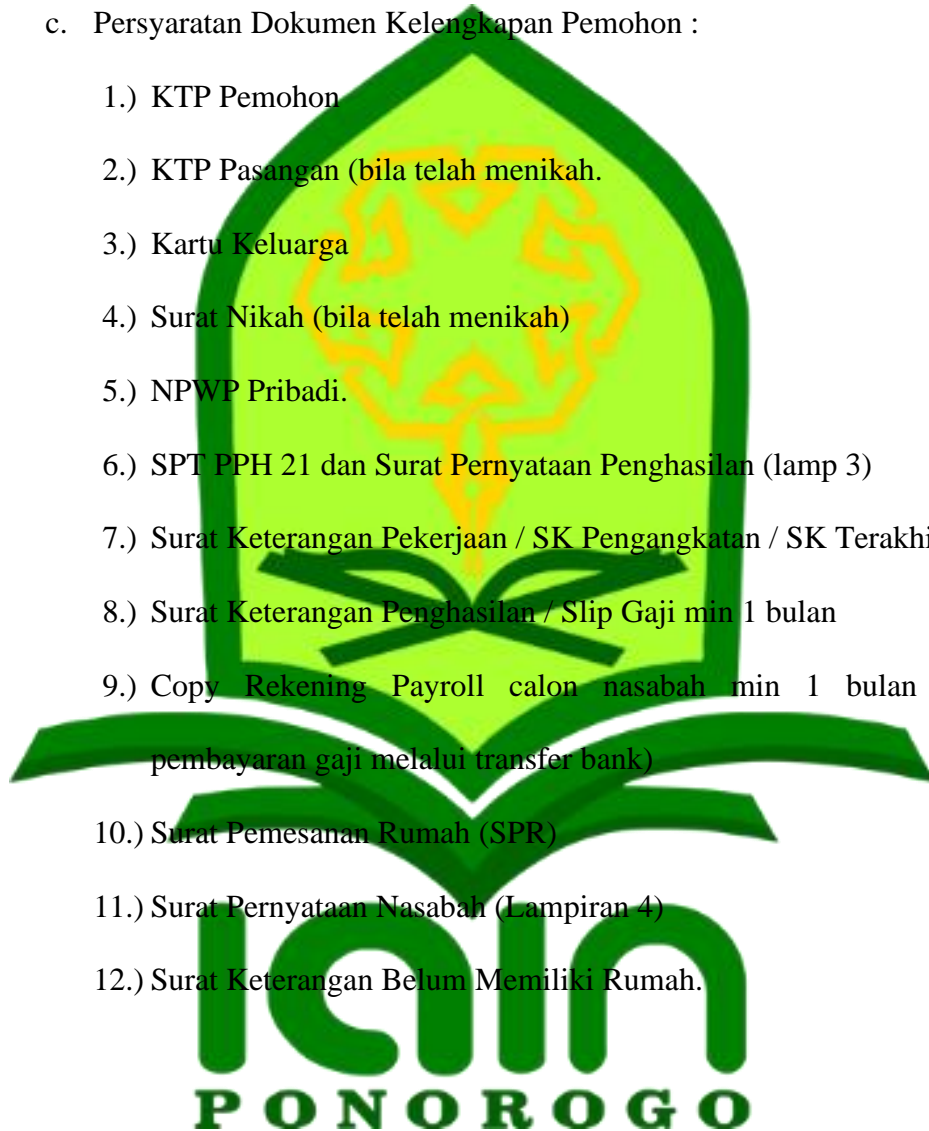 c. Persyaratan Dokumen Kelengkapan Pemohon :
1.) KTP Pemohon
2.) KTP Pasangan (bila telah menikah.
3.) Kartu Keluarga
4.) Surat Nikah (bila telah menikah)
5.) NPWP Pribadi.
6.) SPT PPH 21 dan Surat Pernyataan Penghasilan (lamp 3)
7.) Surat Keterangan Pekerjaan / SK Pengangkatan / SK Terakhi
8.) Surat Keterangan Penghasilan / Slip Gaji min 1 bulan
9.) Copy Rekening Payroll calon nasabah min 1 bulan
pembayaran gaji melalui transfer bank)
10.) Surat Pemesanan Rumah (SPR)
11.) Surat Pernyataan Nasabah (Lampiran 4)
12.) Surat Keterangan Belum Memiliki Rumah.
iain
PONOROGO